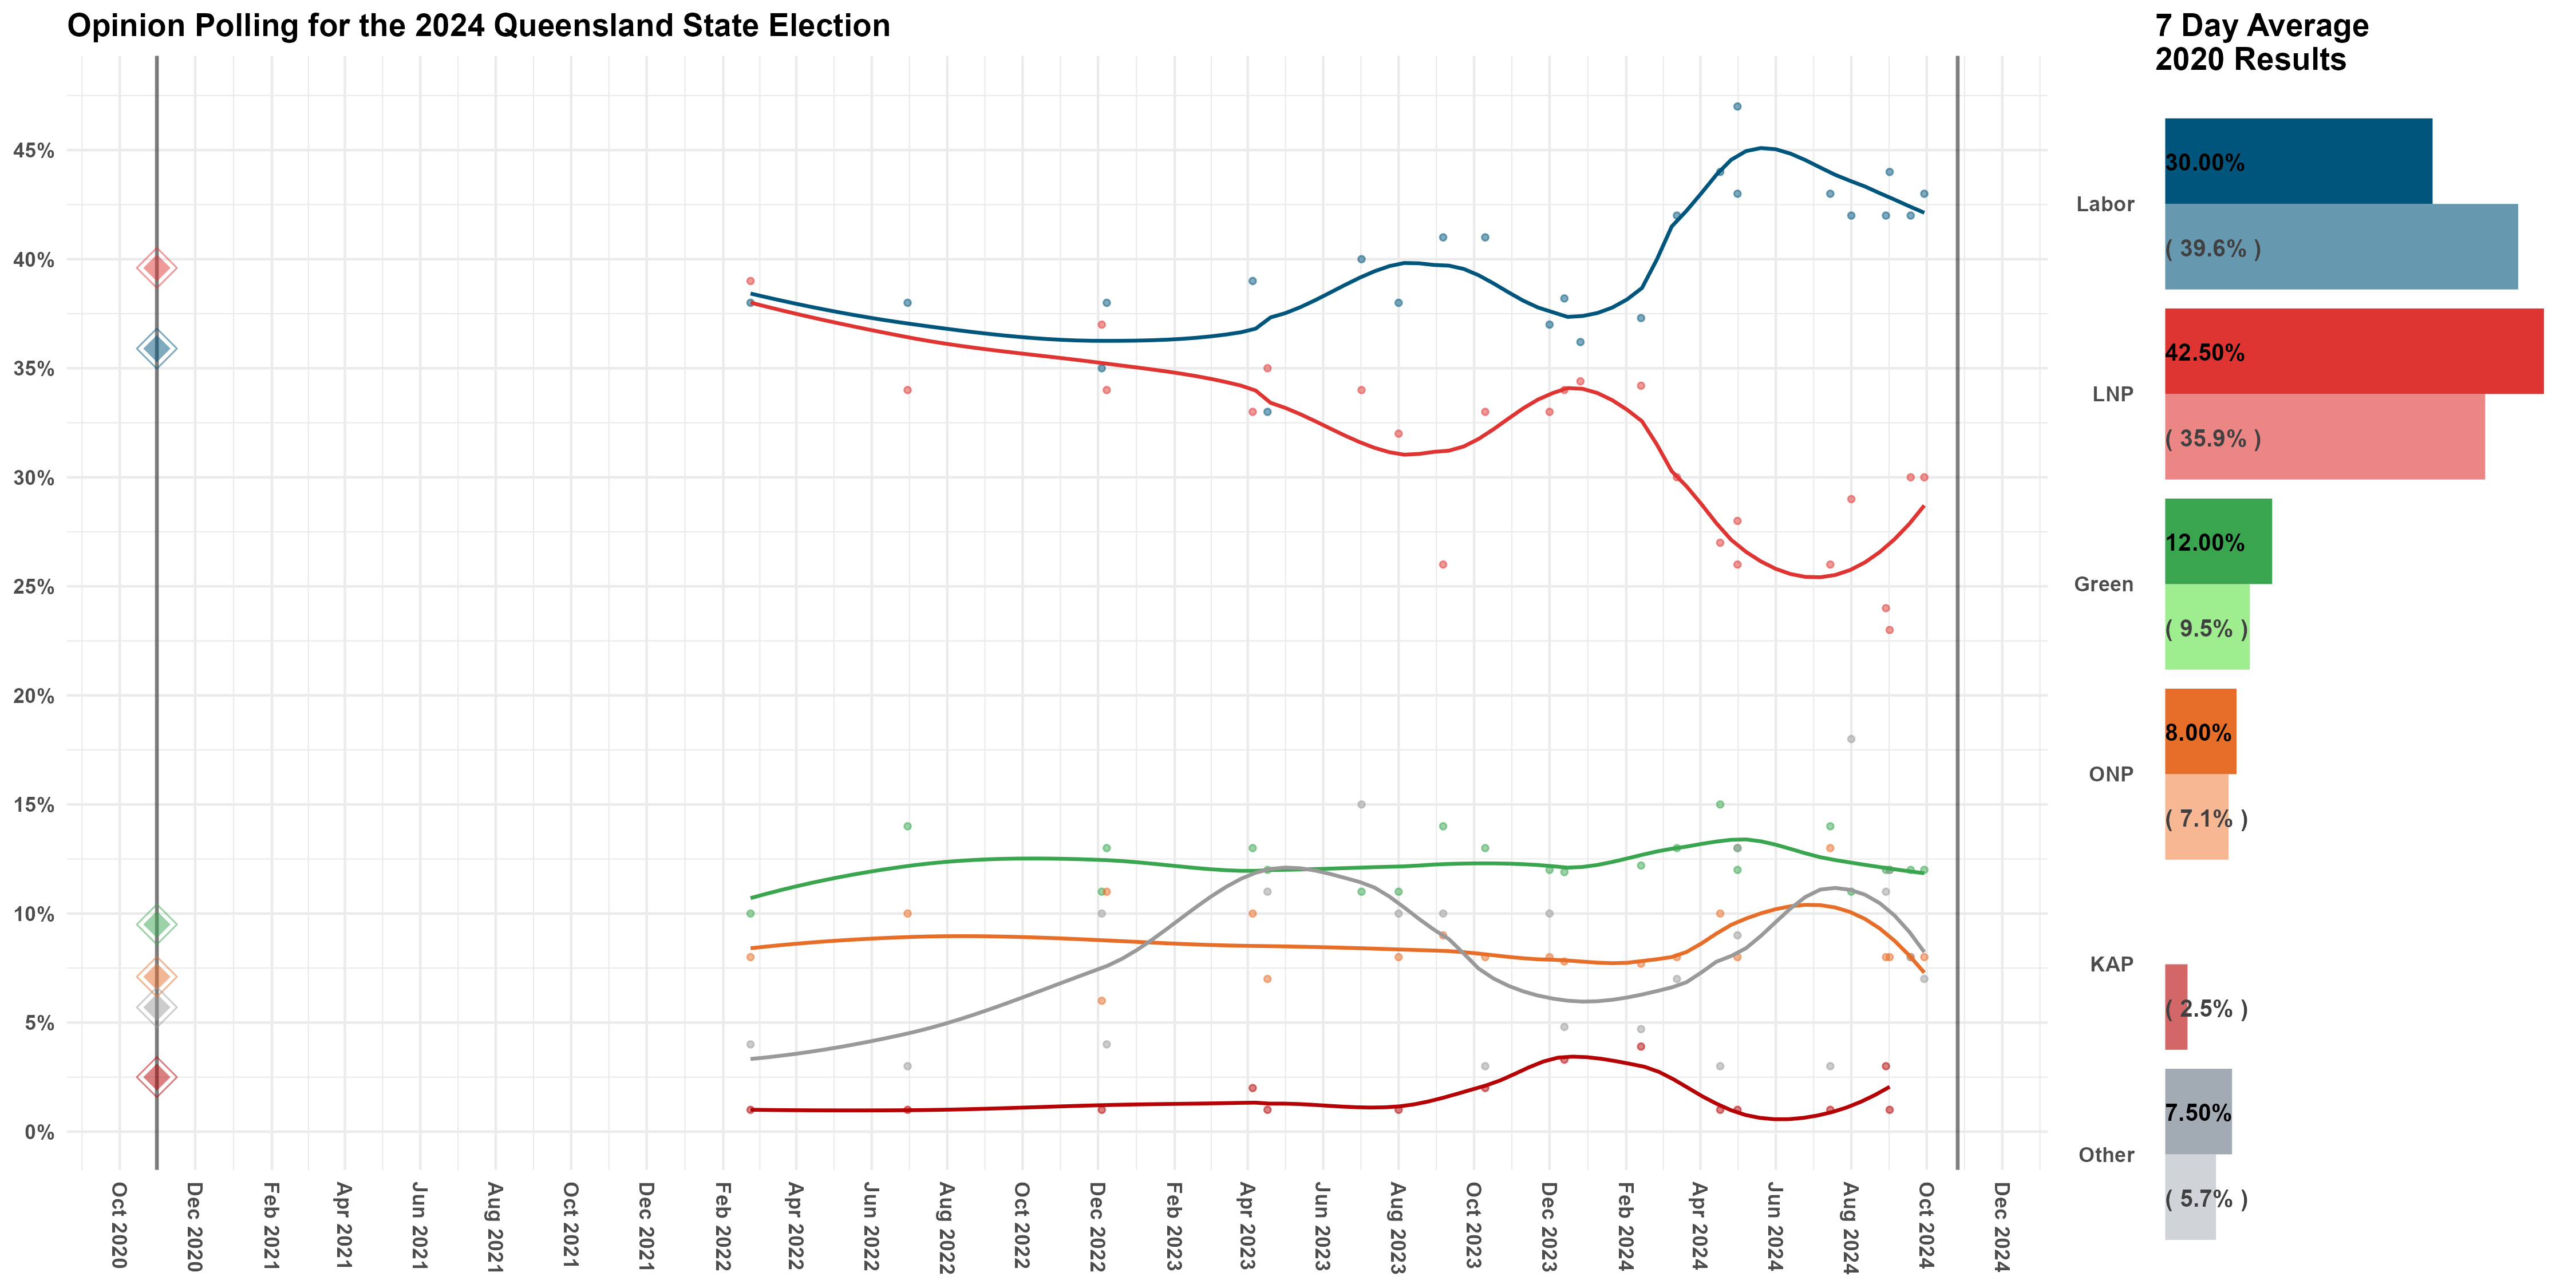 Opinion Polling for the 2024 Queensland State Election
7 Day Average
2020 Results
45%
40%
35%
30%
25%
20%
15%
10%
5%
0%
Oct 2020
Dec 2020
Feb 2021
Apr 2021
Jun 2021
Aug 2021
Oct 2021
Dec 2021
Feb 2022
Apr 2022
Jun 2022
Aug 2022
Oct 2022
Dec 2022
Feb 2023
Apr 2023
Jun 2023
Aug 2023
Oct 2023
Dec 2023
Feb 2024
Apr 2024
Jun 2024
Aug 2024
Oct 2024
Dec 2024
30.00%
Labor
( 39.6% )
42.50%
LNP
( 35.9% )
12.00%
Green
( 9.5% )
8.00%
ONP
( 7.1% )
KAP
( 2.5% )
7.50%
Other
( 5.7% )